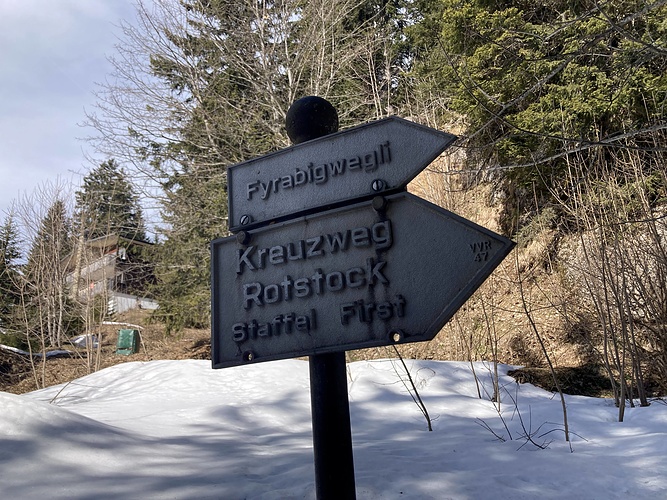 Fyrabigwegli
Kreuzweg
Rotstock
Staffel First
VVR
47